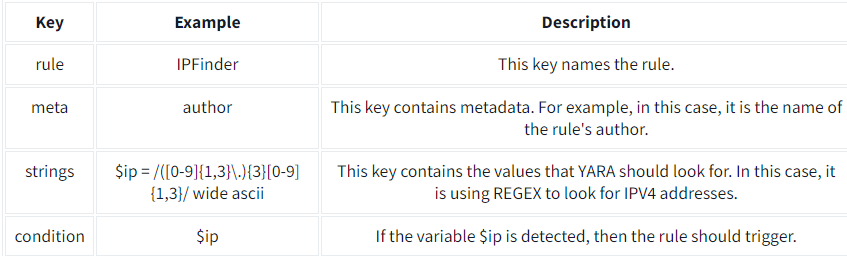 Key Example Description
rule IPFinder This key names the rule.
meta author This key contains metadata. For example, in this case, it is the name of
the rule's author.
strings $ip = /([0-9]{1,3}\.){3}[0-9] This key contains the values that YARA should look for. In this case, it
{1,3}/ wide ascii is using REGEX to look for IPV4 addresses.
condition $ip If the variable $ip is detected, then the rule should trigger.